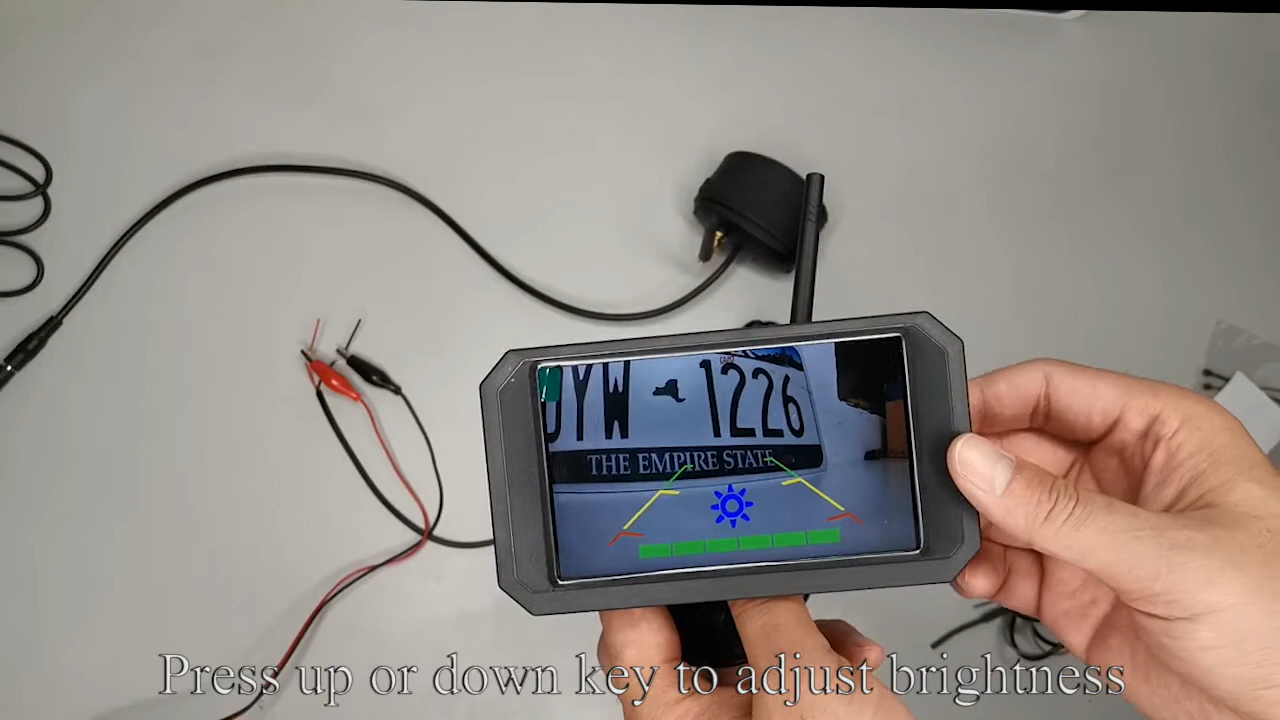 DYW 1226
THE EMPIRE STATE
Press up or down key to adjust brightness